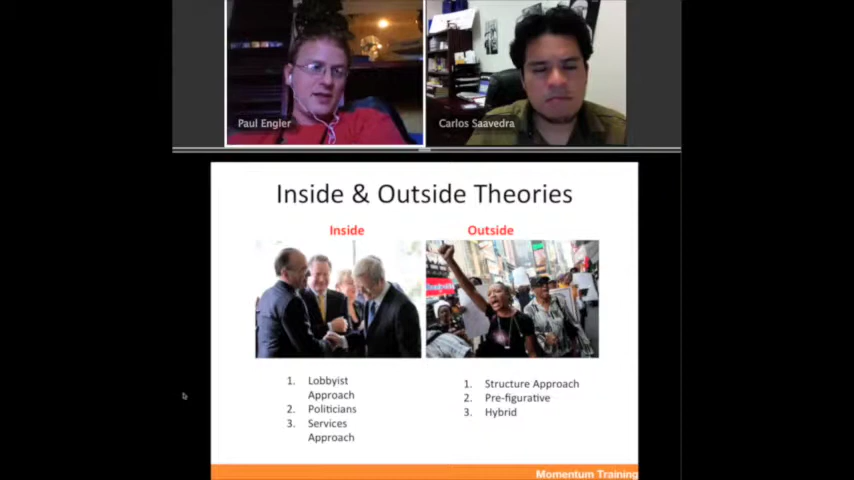 Paul Engler
Carlos Saavedra
Inside & Outside Theories
Inside
Outside
1. Lobbyist
Approach
2. Politicians
3. Services
Approach
1. Structure Approach
2. Pre-figurative
3. Hybrid
Momentum Training